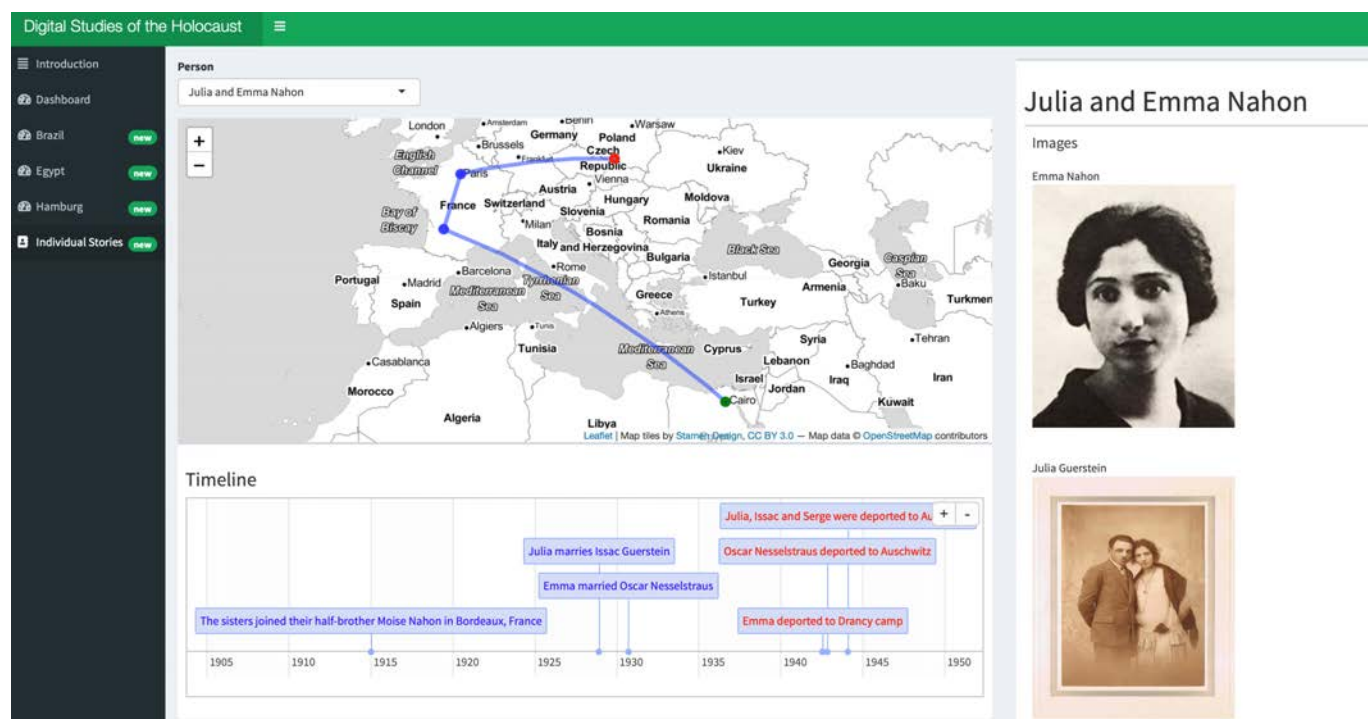 Digital Studies of the Holocaust
Introduction
Dashboard
Brazil new
Egypt new
Hamburg new
Individual Stories new
Person
Julia and Emma Nahon
+
−
London
Amsterdam
Berlin
Warsaw
Germany
Poland
Brussels
English Channel
Frankfurt
Czech Republic
Kiev
Ukraine
Paris
Vienna
Austria
Bay of Biscay
France
Switzerland
Hungary
Moldova
Slovenia
Milan
Romania
Bosnia and Herzegovina
Italy
Bulgaria
Black Sea
Georgia
Caspian Sea
Portugal
Madrid
Barcelona
Rome
Tyrrhenian Sea
Istanbul
Armenia
Baku
Spain
Mediterranean Sea
Greece
Turkey
Turkmen
Athens
Algiers
Tunis
Tunisia
Mediterranean Sea
Cyprus
Syria
Tehran
Casablanca
Lebanon
Baghdad
Morocco
Israel
Jordan
Iraq
Iran
Cairo
Kuwait
Algeria
Libya
Leaflet | Map tiles by Stamen Design, CC BY 3.0 — Map data © OpenStreetMap contributors
Timeline
Julia, Issac and Serge were deported to Au
+ -
Julia marries Issac Guerstein
Oscar Nesselstraus deported to Auschwitz
Emma married Oscar Nesselstraus
The sisters joined their half-brother Moise Nahon in Bordeaux, France
Emma deported to Drancy camp
1905 1910 1915 1920 1925 1930 1935 1940 1945 1950
Julia and Emma Nahon
Images
Emma Nahon
Julia Guerstein